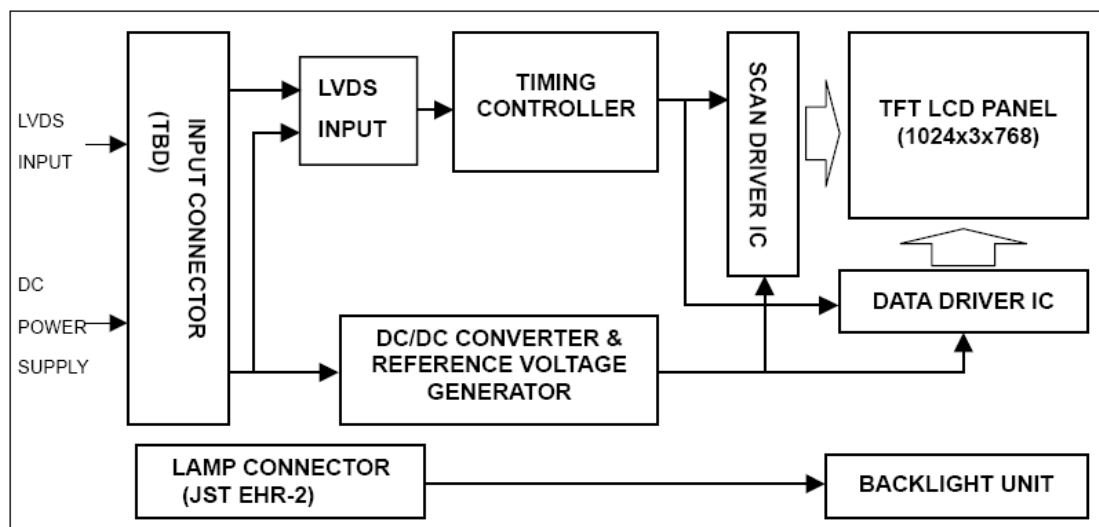 LVDS
INPUT
DC
POWER
SUPPLY
INPUT CONNECTOR
(TBD)
LVDS
INPUT
TIMING
CONTROLLER
SCAN DRIVER IC
TFT LCD PANEL
(1024x3x768)
DATA DRIVER IC
DC/DC CONVERTER &
REFERENCE VOLTAGE
GENERATOR
LAMP CONNECTOR
(JST EHR-2)
BACKLIGHT UNIT